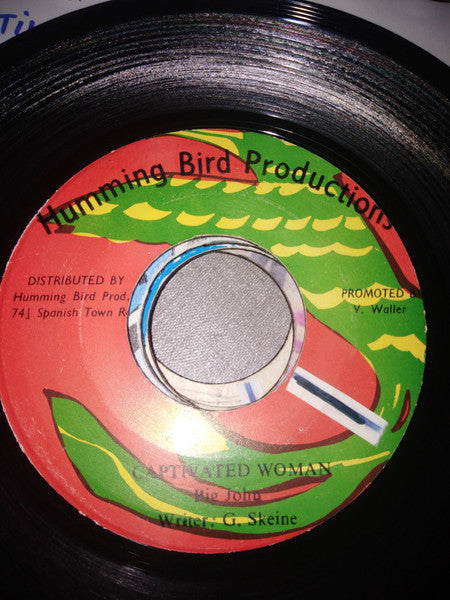 Humming Bird Productions
DISTRIBUTED BY
Humming Bird Prod.
74½ Spanish Town R
PROMOTED B
V. Waller
CAPTIVATED WOMAN
Big John
Writer; G. Skeine